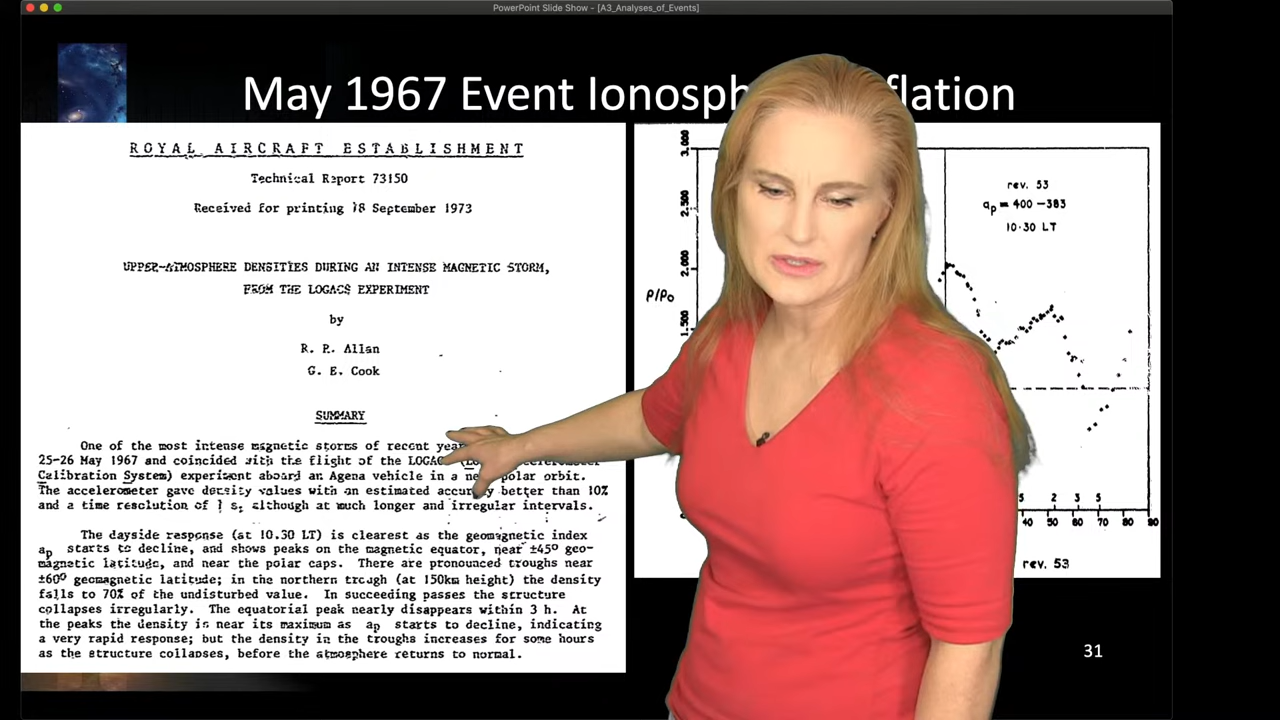 PowerPoint Slide Show - [A3_Analyses_of_Events]
May 1967 Event Ionosph flation
ROYAL AIRCRAFT ESTABLISHMENT
Technical Report 73150
Received for printing 18 September 1973
UPPER-ATMOSPHERE DENSITIES DURING AN INTENSE MAGNETIC STORM,
FROM THE LOGACS EXPERIMENT
by
R. R. Allan
G. E. Cook
SUMMARY
One of the most intense magnetic storms of recent yea
25-26 May 1967 and coincided with the flight of the LOGAC
Calibration System) experiment aboard an Agena vehicle in a ne polar orbit.
The accelerometer gave density values with an estimated accur y better than 10%
and a time resolution of 1 s, although at much longer and irregular intervals.
The dayside response (at 10.30 LT) is clearest as the geomagnetic index
ap starts to decline, and shows peaks on the magnetic equator, near ±45° geo-
magnetic latitude, and near the polar caps. There are pronounced troughs near
±60° geomagnetic latitude; in the northern trough (at 150km height) the density
falls to 70% of the undisturbed value. In succeeding passes the structure
collapses irregularly. The equatorial peak nearly disappears within 3 h. At
the peaks the density is near its maximum as ap starts to decline, indicating
a very rapid response; but the density in the troughs increases for some hours
as the structure collapses, before the atmosphere returns to normal.
3.000
2.500
2.000
1.500
ρ/ρ0
rev. 53
ap = 400 -383
10·30 LT
5 2 3 5
40 50 60 70 80 90
rev. 53
31